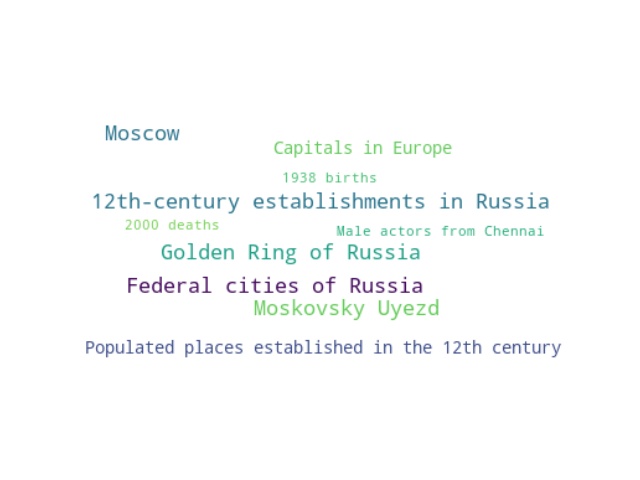 Moscow
Capitals in Europe
1938 births
12th-century establishments in Russia
2000 deaths
Male actors from Chennai
Golden Ring of Russia
Federal cities of Russia
Moskovsky Uyezd
Populated places established in the 12th century